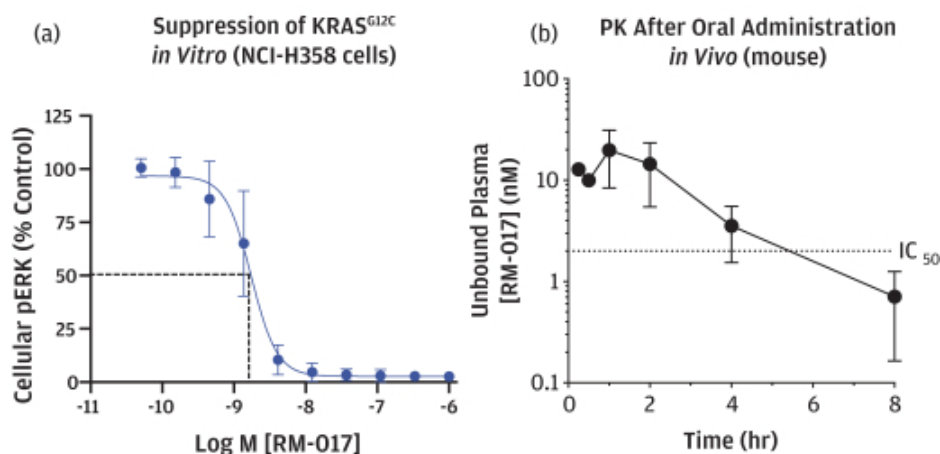 (a)
Suppression of KRASG12C
in Vitro (NCI-H358 cells)
Cellular pERK (% Control)
125
100
75
50
25
0
-11 -10 -9 -8 -7 -6
Log M [RM-017]
(b)
PK After Oral Administration
in Vivo (mouse)
Unbound Plasma
[RM-017] (nM)
100
10
1
0.1
IC 50
0 2 4 6 8
Time (hr)